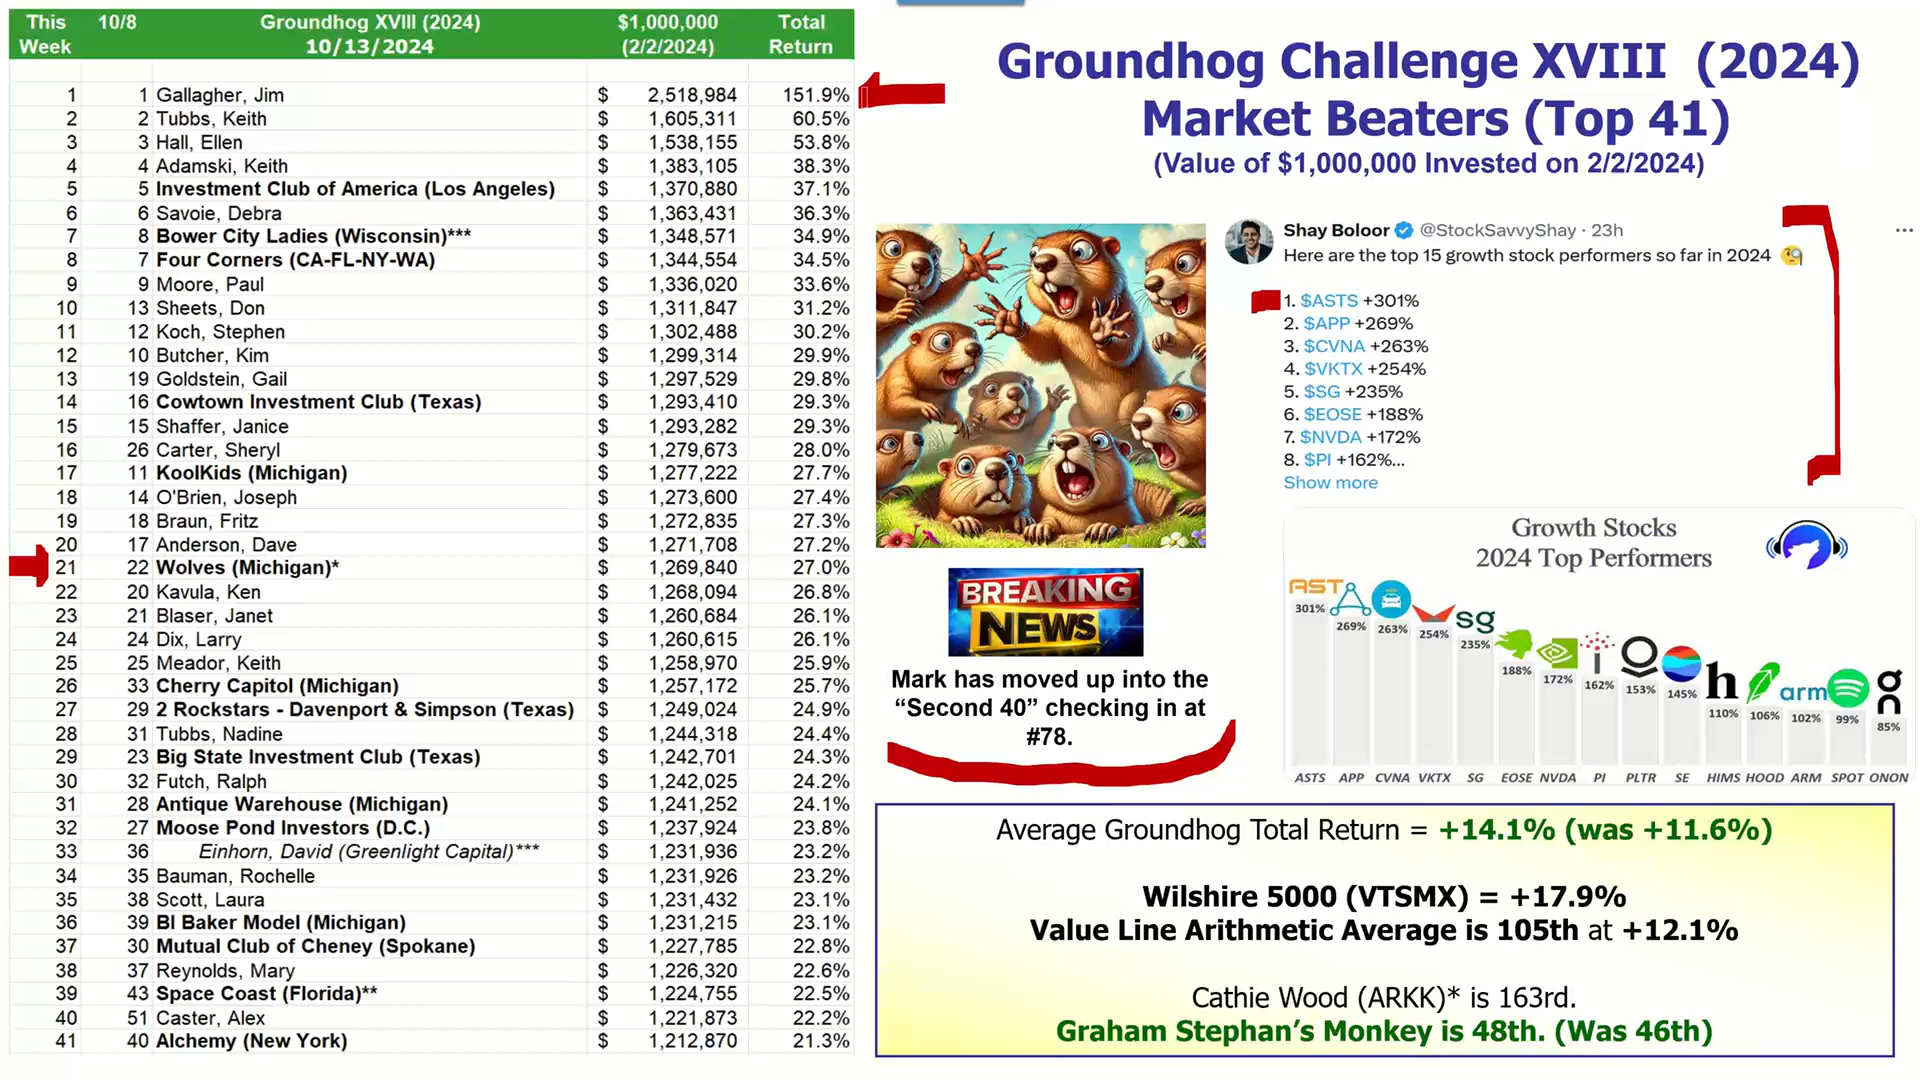 This Week 10/8 Groundhog XVIII (2024) 10/13/2024 $1,000,000 (2/2/2024) Total Return
1 1 Gallagher, Jim $ 2,518,984 151.9%
2 2 Tubbs, Keith $ 1,605,311 60.5%
3 3 Hall, Ellen $ 1,538,155 53.8%
4 4 Adamski, Keith $ 1,383,105 38.3%
5 5 Investment Club of America (Los Angeles) $ 1,370,880 37.1%
6 6 Savoie, Debra $ 1,363,431 36.3%
7 8 Bower City Ladies (Wisconsin)*** $ 1,348,571 34.9%
8 7 Four Corners (CA-FL-NY-WA) $ 1,344,554 34.5%
9 9 Moore, Paul $ 1,336,020 33.6%
10 13 Sheets, Don $ 1,311,847 31.2%
11 12 Koch, Stephen $ 1,302,488 30.2%
12 10 Butcher, Kim $ 1,299,314 29.9%
13 19 Goldstein, Gail $ 1,297,529 29.8%
14 16 Cowtown Investment Club (Texas) $ 1,293,410 29.3%
15 15 Shaffer, Janice $ 1,293,282 29.3%
16 26 Carter, Sheryl $ 1,279,673 28.0%
17 11 KoolKids (Michigan) $ 1,277,222 27.7%
18 14 O'Brien, Joseph $ 1,273,600 27.4%
19 18 Braun, Fritz $ 1,272,835 27.3%
20 17 Anderson, Dave $ 1,271,708 27.2%
21 22 Wolves (Michigan)* $ 1,269,840 27.0%
22 20 Kavula, Ken $ 1,268,094 26.8%
23 21 Blaser, Janet $ 1,260,684 26.1%
24 24 Dix, Larry $ 1,260,615 26.1%
25 25 Meador, Keith $ 1,258,970 25.9%
26 33 Cherry Capitol (Michigan) $ 1,257,172 25.7%
27 29 2 Rockstars - Davenport & Simpson (Texas) $ 1,249,024 24.9%
28 31 Tubbs, Nadine $ 1,244,318 24.4%
29 23 Big State Investment Club (Texas) $ 1,242,701 24.3%
30 32 Futch, Ralph $ 1,242,025 24.2%
31 28 Antique Warehouse (Michigan) $ 1,241,252 24.1%
32 27 Moose Pond Investors (D.C.) $ 1,237,924 23.8%
33 36 Einhorn, David (Greenlight Capital)*** $ 1,231,936 23.2%
34 35 Bauman, Rochelle $ 1,231,926 23.2%
35 38 Scott, Laura $ 1,231,432 23.1%
36 39 BI Baker Model (Michigan) $ 1,231,215 23.1%
37 30 Mutual Club of Cheney (Spokane) $ 1,227,785 22.8%
38 37 Reynolds, Mary $ 1,226,320 22.6%
39 43 Space Coast (Florida)** $ 1,224,755 22.5%
40 51 Caster, Alex $ 1,221,873 22.2%
41 40 Alchemy (New York) $ 1,212,870 21.3%
Groundhog Challenge XVIII (2024)
Market Beaters (Top 41)
(Value of $1,000,000 Invested on 2/2/2024)
Shay Boloor @StockSavvyShay · 23h
Here are the top 15 growth stock performers so far in 2024
1. $ASTS +301%
2. $APP +269%
3. $CVNA +263%
4. $VKTX +254%
5. $SG +235%
6. $EOSE +188%
7. $NVDA +172%
8. $PI +162%...
Show more
BREAKING
NEWS
Mark has moved up into the
“Second 40” checking in at
#78.
Growth Stocks
2024 Top Performers
AST sg h arm on
301% 269% 263% 254% 235% 188% 172% 162% 153% 145% 110% 106% 102% 99% 85%
ASTS APP CVNA VKTX SG EOSE NVDA PI PLTR SE HIMS HOOD ARM SPOT ONON
Average Groundhog Total Return = +14.1% (was +11.6%)
Wilshire 5000 (VTSMX) = +17.9%
Value Line Arithmetic Average is 105th at +12.1%
Cathie Wood (ARKK)* is 163rd.
Graham Stephan’s Monkey is 48th. (Was 46th)